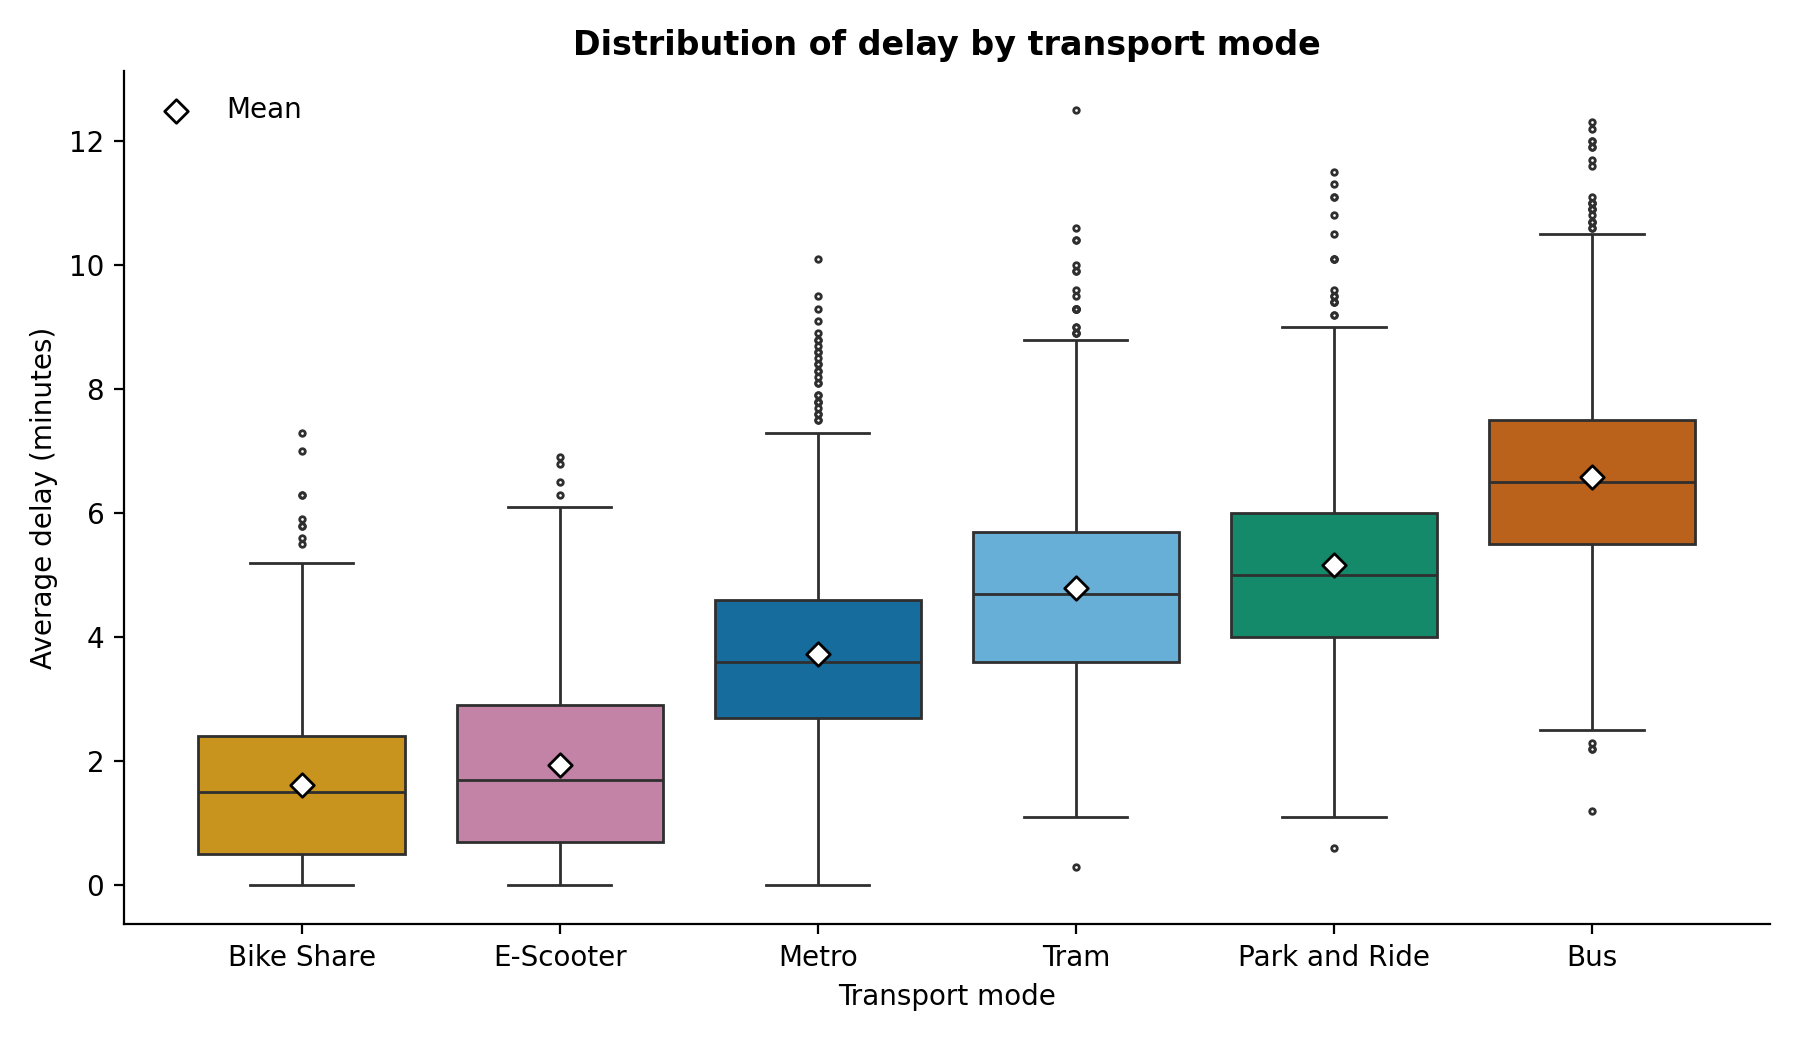 Distribution of delay by transport mode
Mean
Average delay (minutes)
12
10
8
6
4
2
0
Bike Share E-Scooter Metro Tram Park and Ride Bus
Transport mode